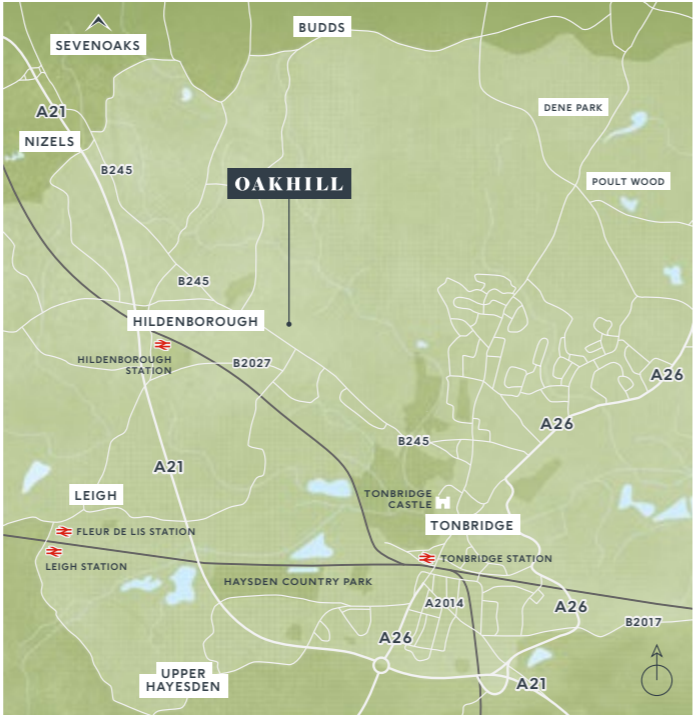 SEVENOAKS
BUDDS
A21
DENE PARK
NIZELS
B245
POULT WOOD
OAKHILL
B245
HILDENBOROUGH
HILDENBOROUGH
STATION
B2027
A26
A26
B245
A21
LEIGH
TONBRIDGE
CASTLE
TONBRIDGE
FLEUR DE LIS STATION
LEIGH STATION
TONBRIDGE STATION
HAYSDEN COUNTRY PARK
A2014
A26
B2017
A26
UPPER
HAYESDEN
A21